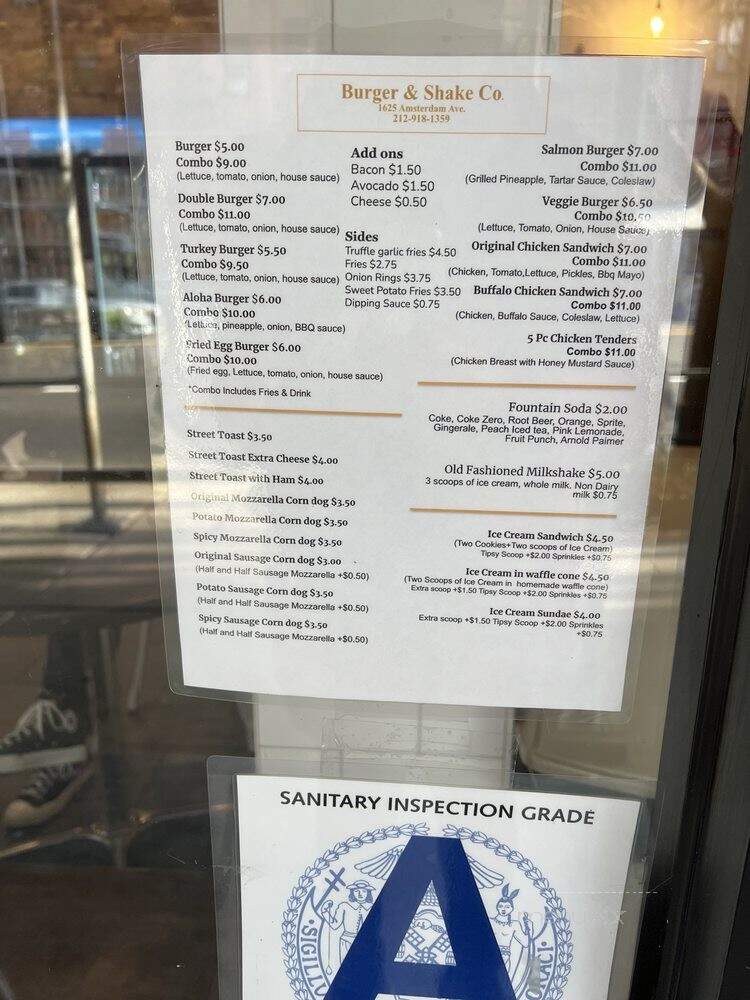 Burger & Shake Co.
1625 Amsterdam Ave.
212-918-1359
Burger $5.00
Combo $9.00
(Lettuce, tomato, onion, house sauce)
Double Burger $7.00
Combo $11.00
(Lettuce, tomato, onion, house sauce)
Turkey Burger $5.50
Combo $9.50
(Lettuce, tomato, onion, house sauce)
Aloha Burger $6.00
Combo $10.00
(Lettuce, pineapple, onion, BBQ sauce)
Fried Egg Burger $6.00
Combo $10.00
(Fried egg, Lettuce, tomato, onion, house sauce)
*Combo Includes Fries & Drink
Add ons
Bacon $1.50
Avocado $1.50
Cheese $0.50
Sides
Truffle garlic fries $4.50
Fries $2.75
Onion Rings $3.75
Sweet Potato Fries $3.50
Dipping Sauce $0.75
Salmon Burger $7.00
Combo $11.00
(Grilled Pineapple, Tartar Sauce, Coleslaw)
Veggie Burger $6.50
Combo $10.50
(Lettuce, Tomato, Onion, House Sauce)
Original Chicken Sandwich $7.00
Combo $11.00
(Chicken, Tomato,Lettuce, Pickles, Bbq Mayo)
Buffalo Chicken Sandwich $7.00
Combo $11.00
(Chicken, Buffalo Sauce, Coleslaw, Lettuce)
5 Pc Chicken Tenders
Combo $11.00
(Chicken Breast with Honey Mustard Sauce)
Street Toast $3.50
Street Toast Extra Cheese $4.00
Street Toast with Ham $4.00
Original Mozzarella Corn dog $3.50
Potato Mozzarella Corn dog $3.50
Spicy Mozzarella Corn dog $3.50
Original Sausage Corn dog $3.00
(Half and Half Sausage Mozzarella +$0.50)
Potato Sausage Corn dog $3.50
(Half and Half Sausage Mozzarella +$0.50)
Spicy Sausage Corn dog $3.50
(Half and Half Sausage Mozzarella +$0.50)
Fountain Soda $2.00
Coke, Coke Zero, Root Beer, Orange, Sprite,
Gingerale, Peach Iced tea, Pink Lemonade,
Fruit Punch, Arnold Palmer
Old Fashioned Milkshake $5.00
3 scoops of ice cream, whole milk. Non Dairy
milk $0.75
Ice Cream Sandwich $4.50
(Two Cookies+Two scoops of Ice Cream)
Tipsy Scoop +$2.00 Sprinkles +$0.75
Ice Cream in waffle cone $4.50
(Two Scoops of Ice Cream in homemade waffle cone)
Extra scoop +$1.50 Tipsy Scoop +$2.00 Sprinkles +$0.75
Ice Cream Sundae $4.00
Extra scoop +$1.50 Tipsy Scoop +$2.00 Sprinkles
+$0.75
SANITARY INSPECTION GRADE
A